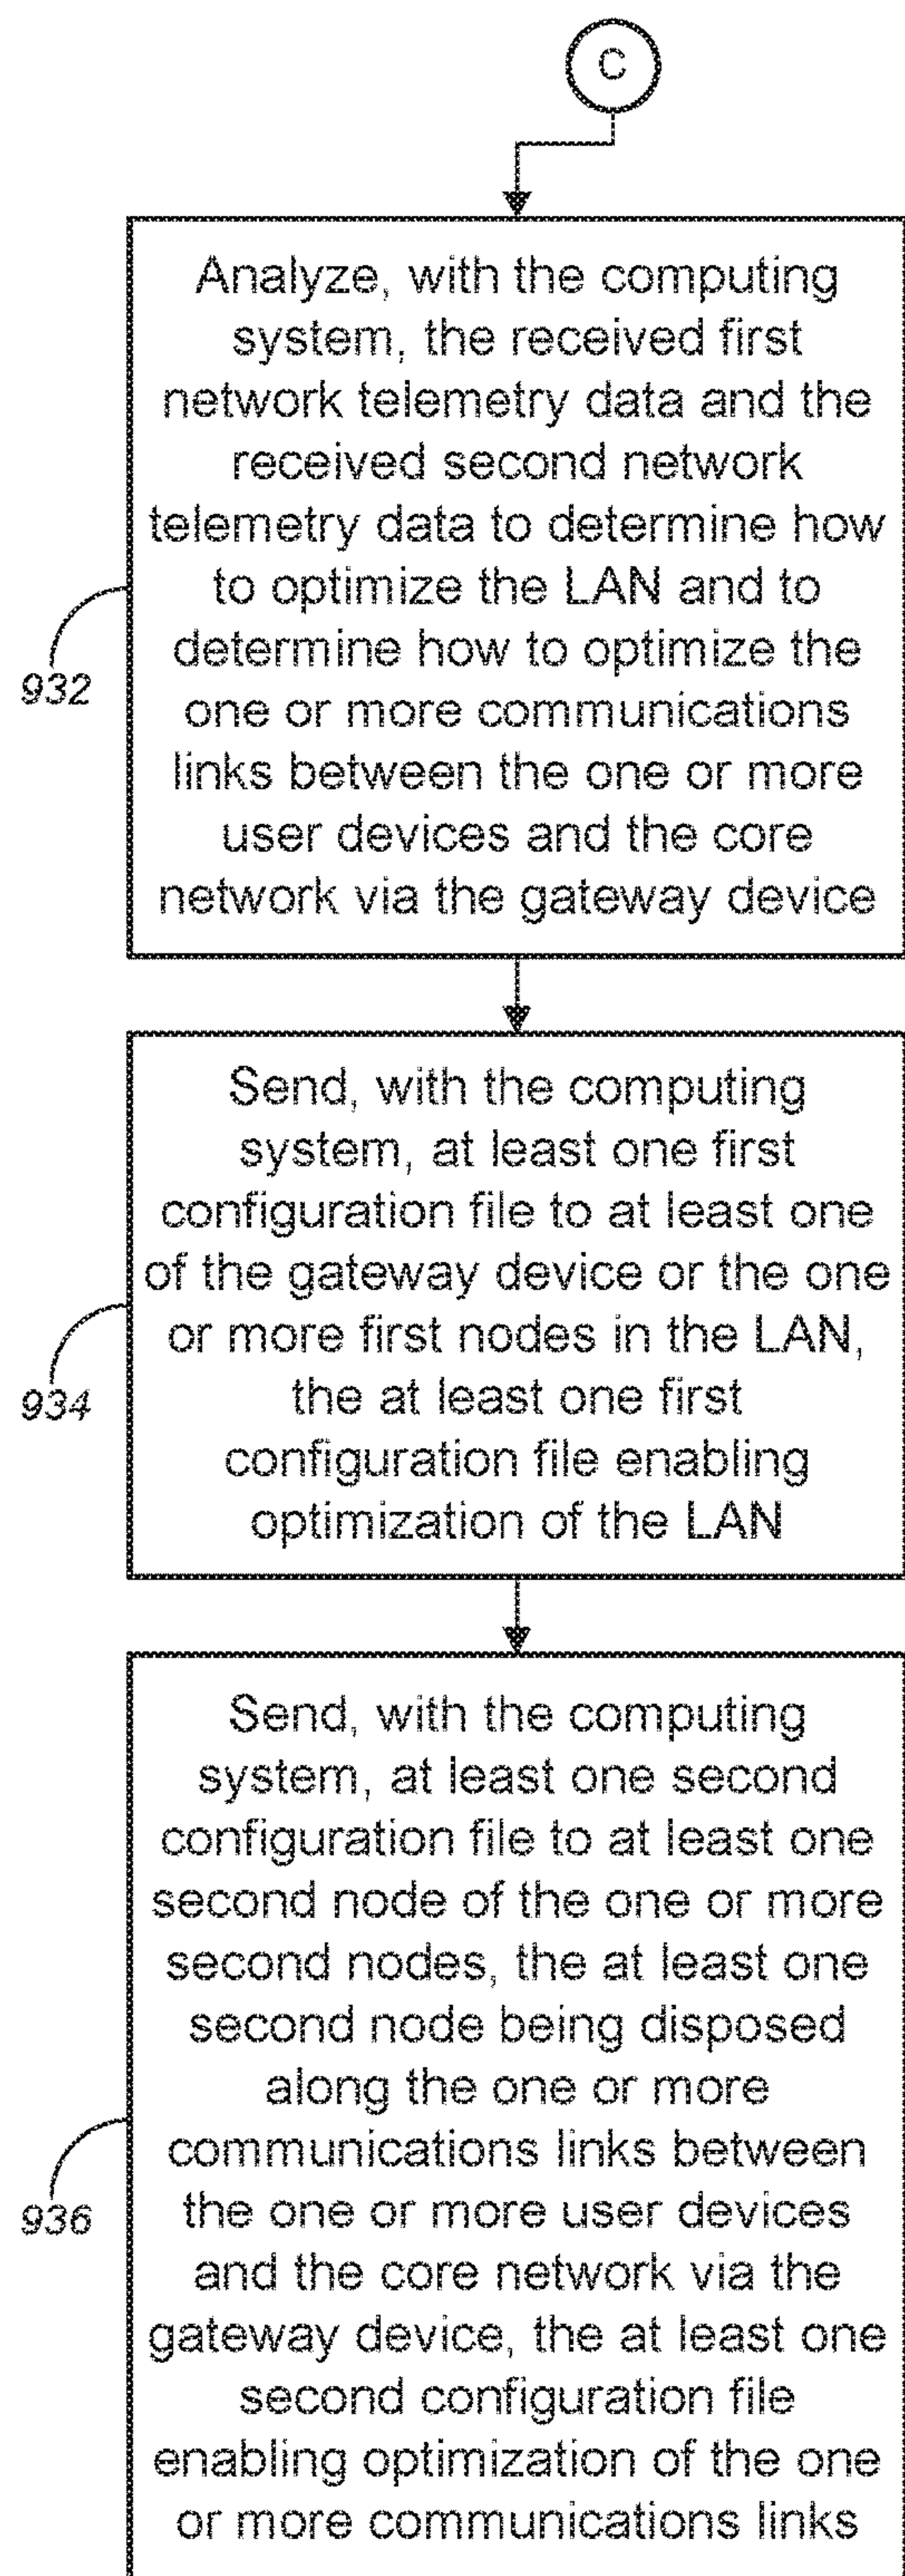 C
Analyze, with the computing
system, the received first
network telemetry data and the
received second network
telemetry data to determine how
to optimize the LAN and to
determine how to optimize the
one or more communications
links between the one or more
user devices and the core
network via the gateway device
932
Send, with the computing
system, at least one first
configuration file to at least one
of the gateway device or the one
or more first nodes in the LAN,
the at least one first
configuration file enabling
optimization of the LAN
934
Send, with the computing
system, at least one second
configuration file to at least one
second node of the one or more
second nodes, the at least one
second node being disposed
along the one or more
communications links between
the one or more user devices
and the core network via the
gateway device, the at least one
second configuration file
enabling optimization of the one
or more communications links
936